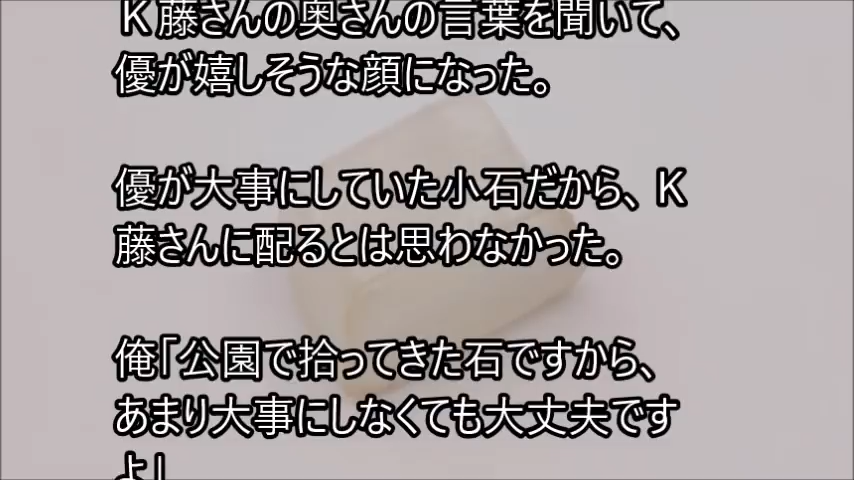 Ｋ藤さんの奥さんの言葉を聞いて、
優が嬉しそうな顔になった。
優が大事にしていた小石だから、Ｋ
藤さんに配るとは思わなかった。
俺「公園で拾ってきた石ですから、
あまり大事にしなくても大丈夫です
よ」